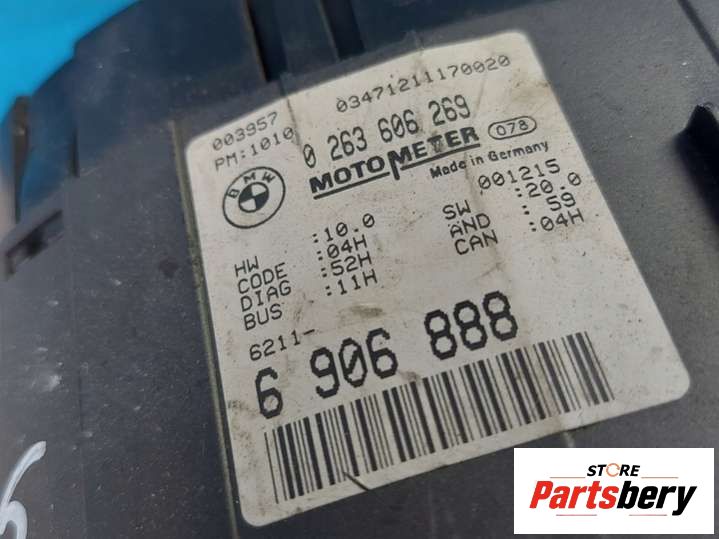 003957 03471211170020
PM:1010 0 263 606 269
BMW MOTOMETER 078
Made in Germany
001215
HW :10.0 SW :20.0
CODE :04H AND : 59
DIAG :52H CAN :04H
BUS :11H
6211-
6 906 888
STORE
Partsbery